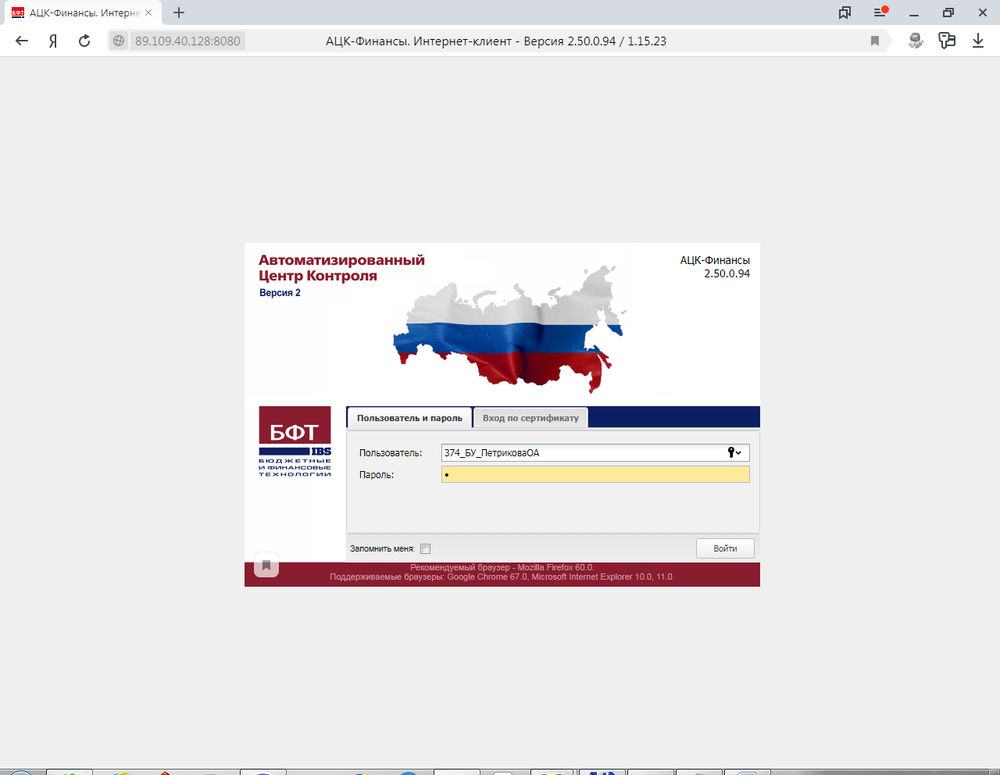 БФТ
АЦК-Финансы. Интерне
89.109.40.128:8080
АЦК-Финансы. Интернет-клиент - Версия 2.50.0.94 / 1.15.23
Автоматизированный
Центр Контроля
Версия 2
АЦК-Финансы
2.50.0.94
БФТ
IBS
БЮДЖЕТНЫЕ
И ФИНАНСОВЫЕ
ТЕХНОЛОГИИ
Пользователь и пароль
Вход по сертификату
Пользователь:
374_БУ_ПетриковаОА
Пароль:
Запомнить меня:
Войти
Рекомендуемый браузер - Mozilla Firefox 60.0.
Поддерживаемые браузеры: Google Chrome 67.0, Microsoft Internet Explorer 10.0, 11.0.